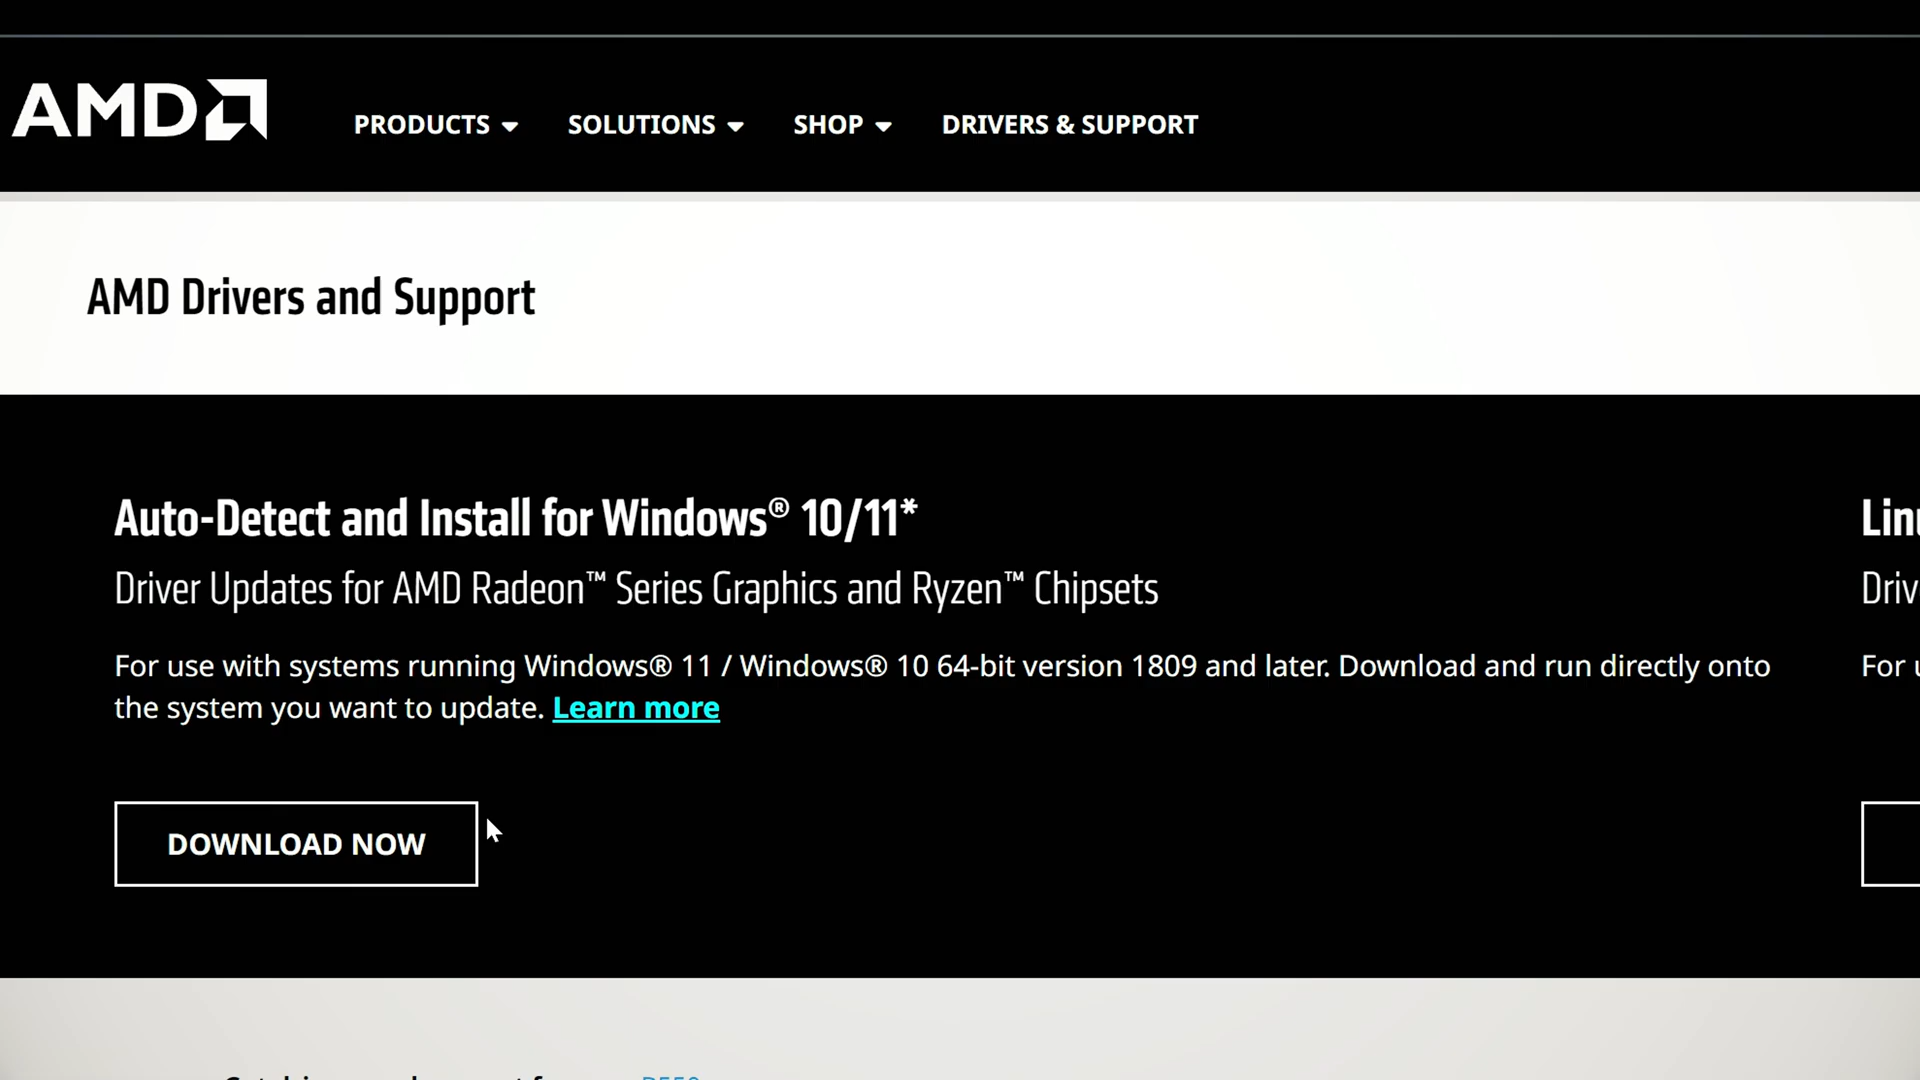 AMD
PRODUCTS SOLUTIONS SHOP DRIVERS & SUPPORT
AMD Drivers and Support
Auto-Detect and Install for Windows® 10/11*
Driver Updates for AMD Radeon™ Series Graphics and Ryzen™ Chipsets
For use with systems running Windows® 11 / Windows® 10 64-bit version 1809 and later. Download and run directly onto
the system you want to update. Learn more
DOWNLOAD NOW